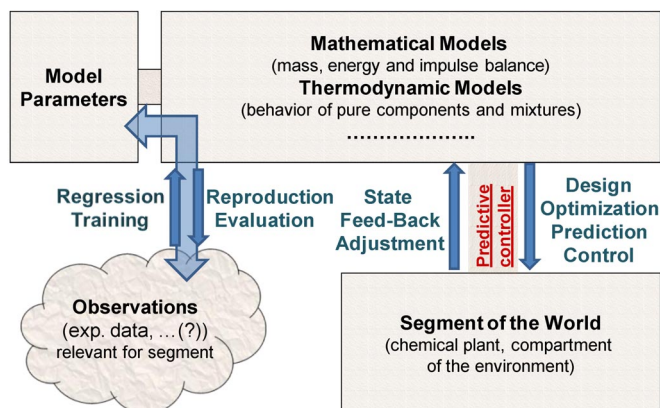 Model
Parameters
Mathematical Models
(mass, energy and impulse balance)
Thermodynamic Models
(behavior of pure components and mixtures)
....................
Regression
Training
Reproduction
Evaluation
State
Feed-Back
Adjustment
Predictive
controller
Design
Optimization
Prediction
Control
Observations
(exp. data, ...(?))
relevant for segment
Segment of the World
(chemical plant, compartment
of the environment)